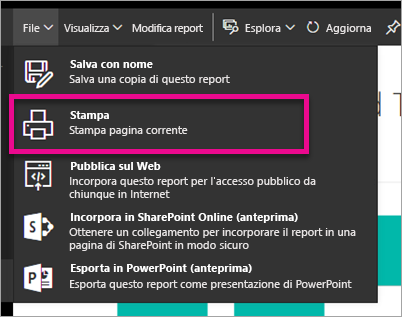 File Visualizza Modifica report Esplora Aggiorna
Salva con nome
Salva una copia di questo report
Stampa
Stampa pagina corrente
Pubblica sul Web
Incorpora questo report per l'accesso pubblico da
chiunque in Internet
Incorpora in SharePoint Online (anteprima)
Ottenere un collegamento per incorporare il report in una
pagina di SharePoint in modo sicuro
Esporta in PowerPoint (anteprima)
Esporta questo report come presentazione di PowerPoint